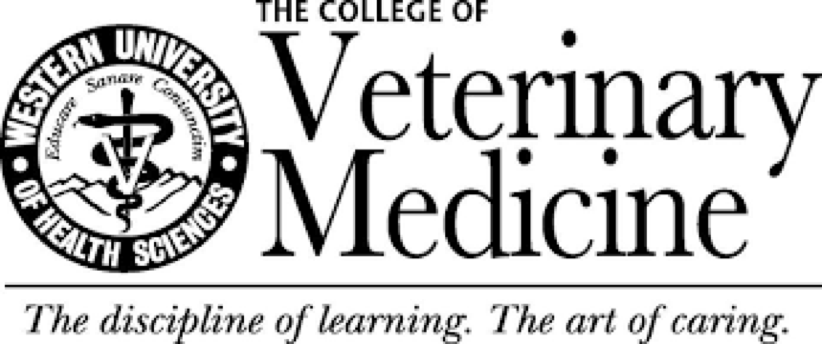 THE COLLEGE OF
Veterinary
Medicine
WESTERN UNIVERSITY
OF HEALTH SCIENCES
Educare Sanare Coniunctim
V
The discipline of learning. The art of caring.